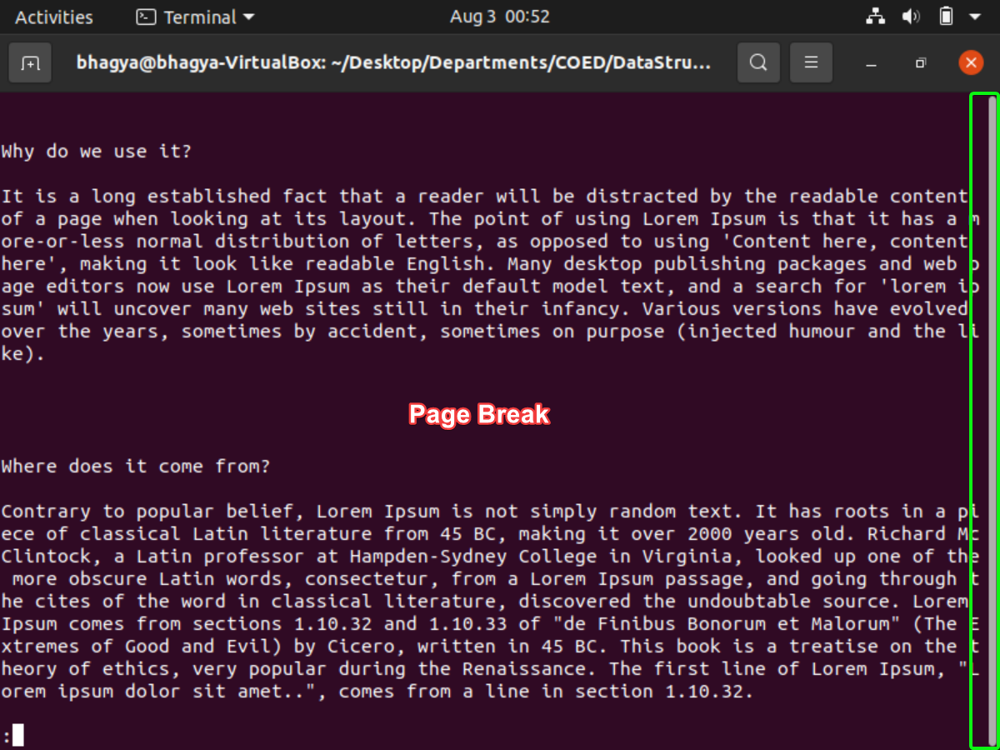 Activities Terminal Aug 3 00:52
bhagya@bhagya-VirtualBox: ~/Desktop/Departments/COED/DataStru...
Why do we use it?
It is a long established fact that a reader will be distracted by the readable content
of a page when looking at its layout. The point of using Lorem Ipsum is that it has a m
ore-or-less normal distribution of letters, as opposed to using 'Content here, content
here', making it look like readable English. Many desktop publishing packages and web p
age editors now use Lorem Ipsum as their default model text, and a search for 'lorem ip
sum' will uncover many web sites still in their infancy. Various versions have evolved
over the years, sometimes by accident, sometimes on purpose (injected humour and the li
ke).
Page Break
Where does it come from?
Contrary to popular belief, Lorem Ipsum is not simply random text. It has roots in a pi
ece of classical Latin literature from 45 BC, making it over 2000 years old. Richard Mc
Clintock, a Latin professor at Hampden-Sydney College in Virginia, looked up one of the
more obscure Latin words, consectetur, from a Lorem Ipsum passage, and going through t
he cites of the word in classical literature, discovered the undoubtable source. Lorem
Ipsum comes from sections 1.10.32 and 1.10.33 of "de Finibus Bonorum et Malorum" (The E
xtremes of Good and Evil) by Cicero, written in 45 BC. This book is a treatise on the t
heory of ethics, very popular during the Renaissance. The first line of Lorem Ipsum, "L
orem ipsum dolor sit amet..", comes from a line in section 1.10.32.
: